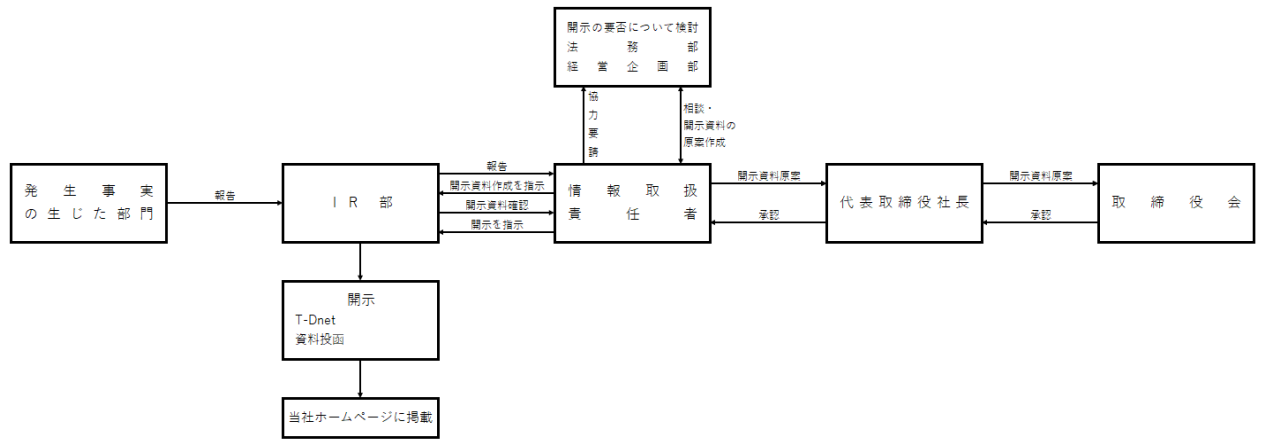 開示の要否について検討
法務部
経営企画部
協力要請
相談・
開示資料の
原案作成
発生事実
の生じた部門
報告
IR部
報告
開示資料作成を指示
開示資料確認
開示を指示
情報取扱
責任者
開示資料原案
承認
代表取締役社長
開示資料原案
承認
取締役会
開示
T-Dnet
資料投函
当社ホームページに掲載